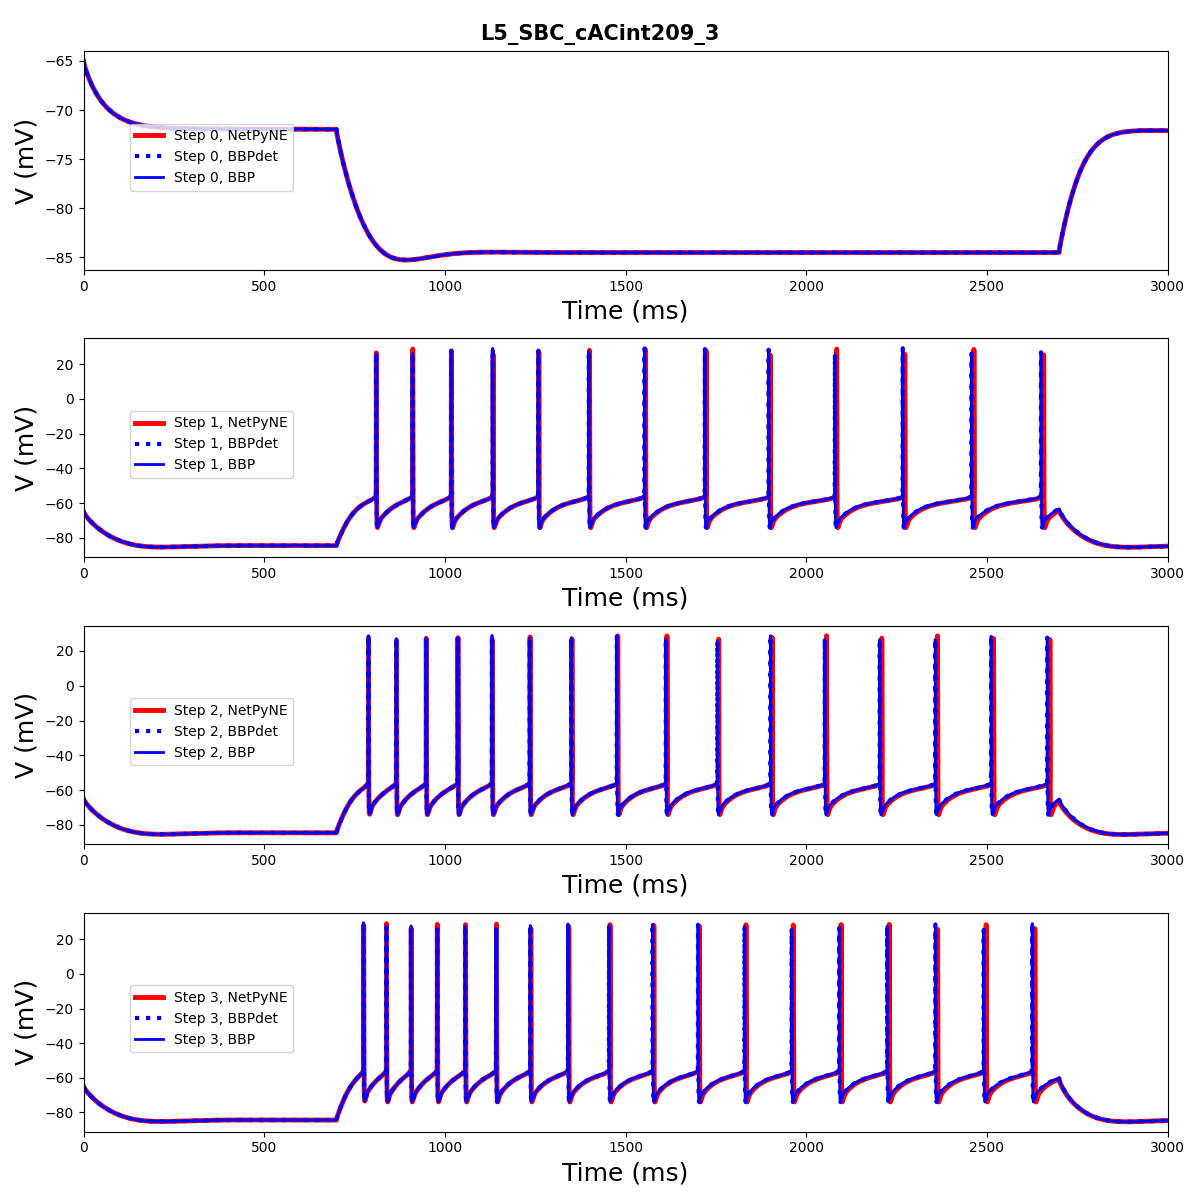 L5_SBC_cACint209_3
−65
−70
−75
−80
−85
V (mV)
Step 0, NetPyNE
Step 0, BBPdet
Step 0, BBP
0 500 1000 1500 2000 2500 3000
Time (ms)
20
0
−20
−40
−60
−80
V (mV)
Step 1, NetPyNE
Step 1, BBPdet
Step 1, BBP
0 500 1000 1500 2000 2500 3000
Time (ms)
20
0
−20
−40
−60
−80
V (mV)
Step 2, NetPyNE
Step 2, BBPdet
Step 2, BBP
0 500 1000 1500 2000 2500 3000
Time (ms)
20
0
−20
−40
−60
−80
V (mV)
Step 3, NetPyNE
Step 3, BBPdet
Step 3, BBP
0 500 1000 1500 2000 2500 3000
Time (ms)